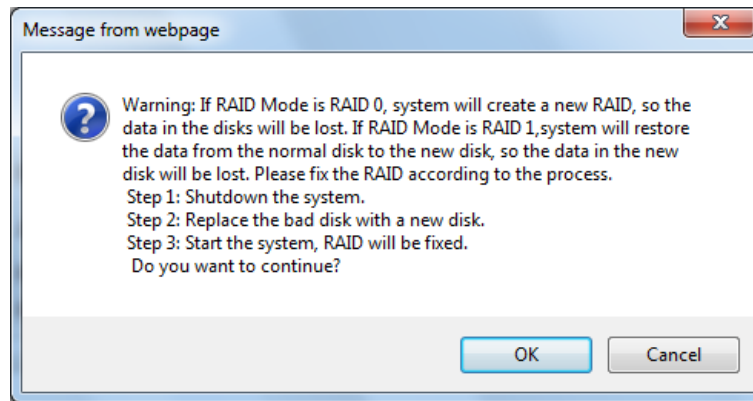 Message from webpage
Warning: If RAID Mode is RAID 0, system will create a new RAID, so the
data in the disks will be lost. If RAID Mode is RAID 1,system will restore
the data from the normal disk to the new disk, so the data in the new
disk will be lost. Please fix the RAID according to the process.
Step 1: Shutdown the system.
Step 2: Replace the bad disk with a new disk.
Step 3: Start the system, RAID will be fixed.
Do you want to continue?
OK
Cancel